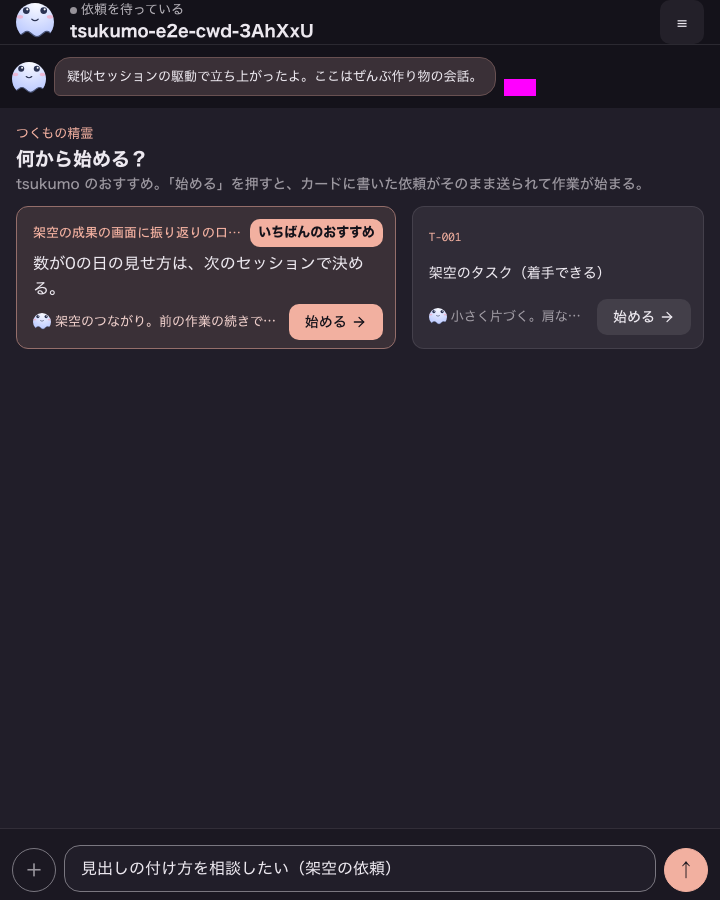 依頼を待っている
tsukumo-e2e-cwd-3AhXxU
疑似セッションの駆動で立ち上がったよ。ここはぜんぶ作り物の会話。
つくもの精霊
何から始める？
tsukumo のおすすめ。「始める」を押すと、カードに書いた依頼がそのまま送られて作業が始まる。
架空の成果の画面に振り返りのロ… いちばんのおすすめ
数が0の日の見せ方は、次のセッションで決め
る。
架空のつながり。前の作業の続きで… 始める →
T-001
架空のタスク（着手できる）
小さく片づく。肩な… 始める →
見出しの付け方を相談したい（架空の依頼）